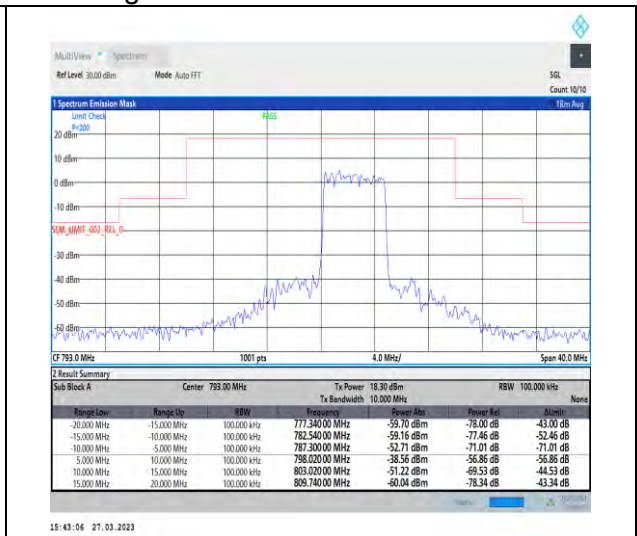 MultiView Spectrum
Ref Level 30.00 dBm Mode Auto FFT SGL
Count 10/10
1 Spectrum Emission Mask 1Rm Avg
Limit Check PASS
P<200
20 dBm
10 dBm
0 dBm
-10 dBm
-30 dBm
-40 dBm
-50 dBm
-60 dBm
CF 793.0 MHz 1001 pts 4.0 MHz/ Span 40.0 MHz
2 Result Summary
Sub Block A Center 793.00 MHz Tx Power 18.30 dBm RBW 100.000 kHz
Tx Bandwidth 10.000 MHz None
Range Low Range Up RBW Frequency Power Abs Power Rel ΔLimit
-20.000 MHz -15.000 MHz 100.000 kHz 777.34000 MHz -59.70 dBm -78.00 dB -43.00 dB
-15.000 MHz -10.000 MHz 100.000 kHz 782.54000 MHz -59.16 dBm -77.46 dB -52.46 dB
-10.000 MHz -5.000 MHz 100.000 kHz 787.30000 MHz -52.71 dBm -71.01 dB -71.01 dB
5.000 MHz 10.000 MHz 100.000 kHz 798.02000 MHz -38.56 dBm -56.86 dB -56.86 dB
10.000 MHz 15.000 MHz 100.000 kHz 803.02000 MHz -51.22 dBm -69.53 dB -44.53 dB
15.000 MHz 20.000 MHz 100.000 kHz 809.74000 MHz -60.04 dBm -78.34 dB -43.34 dB
15:43:06 27.03.2023